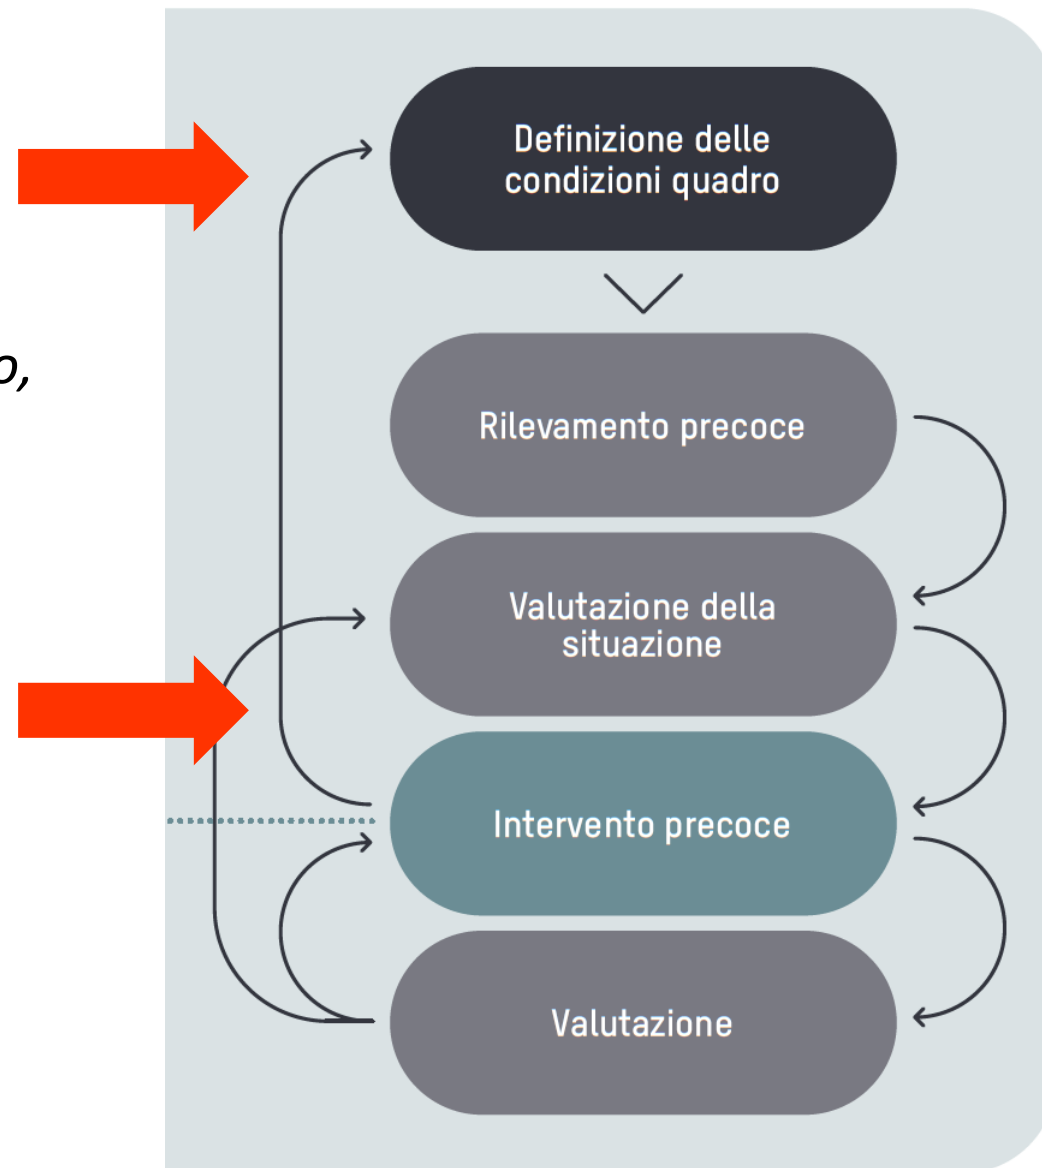 Definizione delle
condizioni quadro
o,
Rilevamento precoce
Valutazione della
situazione
Intervento precoce
Valutazione